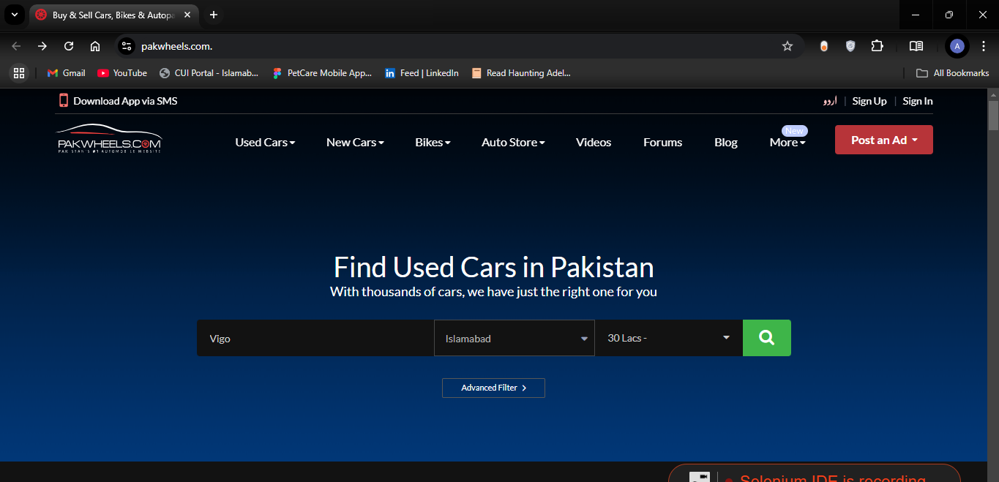 Buy & Sell Cars, Bikes & Autopa
pakwheels.com.
A
Gmail
YouTube
CUI Portal - Islamab...
PetCare Mobile App...
Feed | LinkedIn
Read Haunting Adel...
All Bookmarks
Download App via SMS
اردو
Sign Up
Sign In
PAKWHEELS.COM
PAKISTAN'S #1 AUTOMOBILE WEBSITE
Used Cars
New Cars
Bikes
Auto Store
Videos
Forums
Blog
New
More
Post an Ad
Find Used Cars in Pakistan
With thousands of cars, we have just the right one for you
Vigo
Islamabad
30 Lacs -
Advanced Filter
Selenium IDE is recording